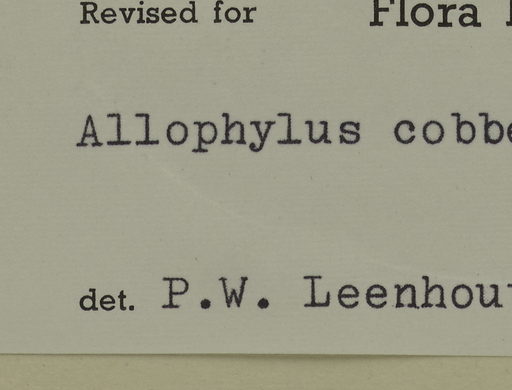 Revised for Flora
Allophylus cobbe
det. P.W. Leenhou